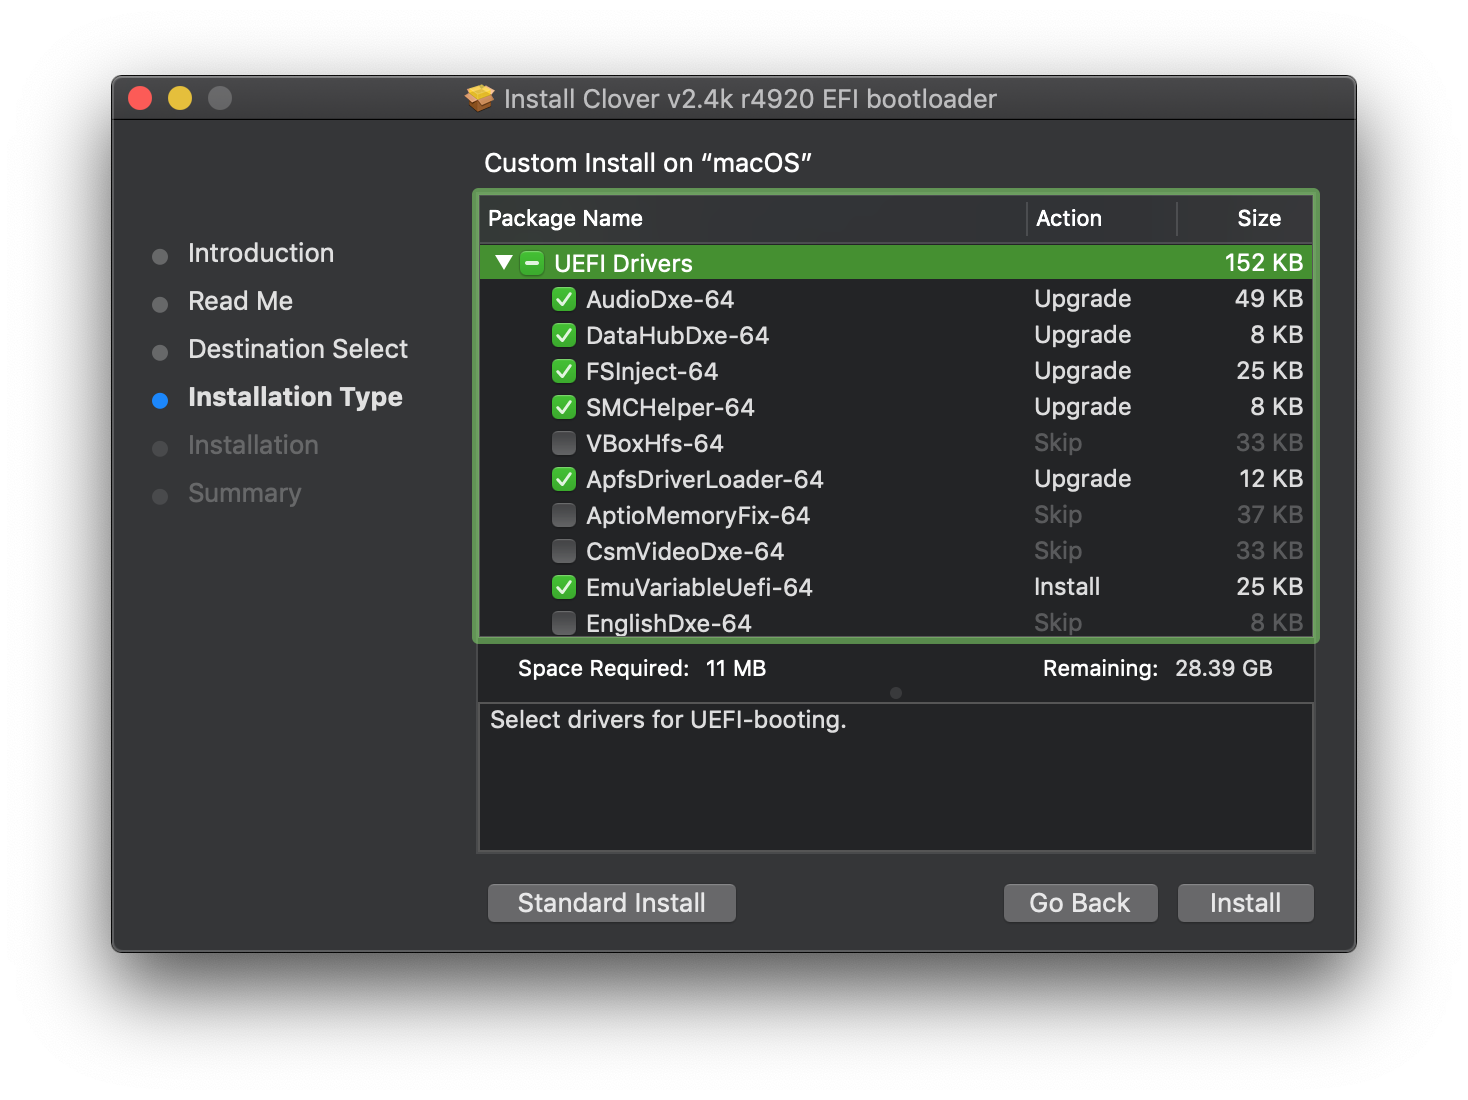 Install Clover v2.4k r4920 EFI bootloader
Custom Install on “macOS”
Introduction
Read Me
Destination Select
Installation Type
Installation
Summary
Package Name Action Size
UEFI Drivers 152 KB
AudioDxe-64 Upgrade 49 KB
DataHubDxe-64 Upgrade 8 KB
FSInject-64 Upgrade 25 KB
SMCHelper-64 Upgrade 8 KB
VBoxHfs-64 Skip 33 KB
ApfsDriverLoader-64 Upgrade 12 KB
AptioMemoryFix-64 Skip 37 KB
CsmVideoDxe-64 Skip 33 KB
EmuVariableUefi-64 Install 25 KB
EnglishDxe-64 Skip 8 KB
Space Required: 11 MB Remaining: 28.39 GB
Select drivers for UEFI-booting.
Standard Install Go Back Install